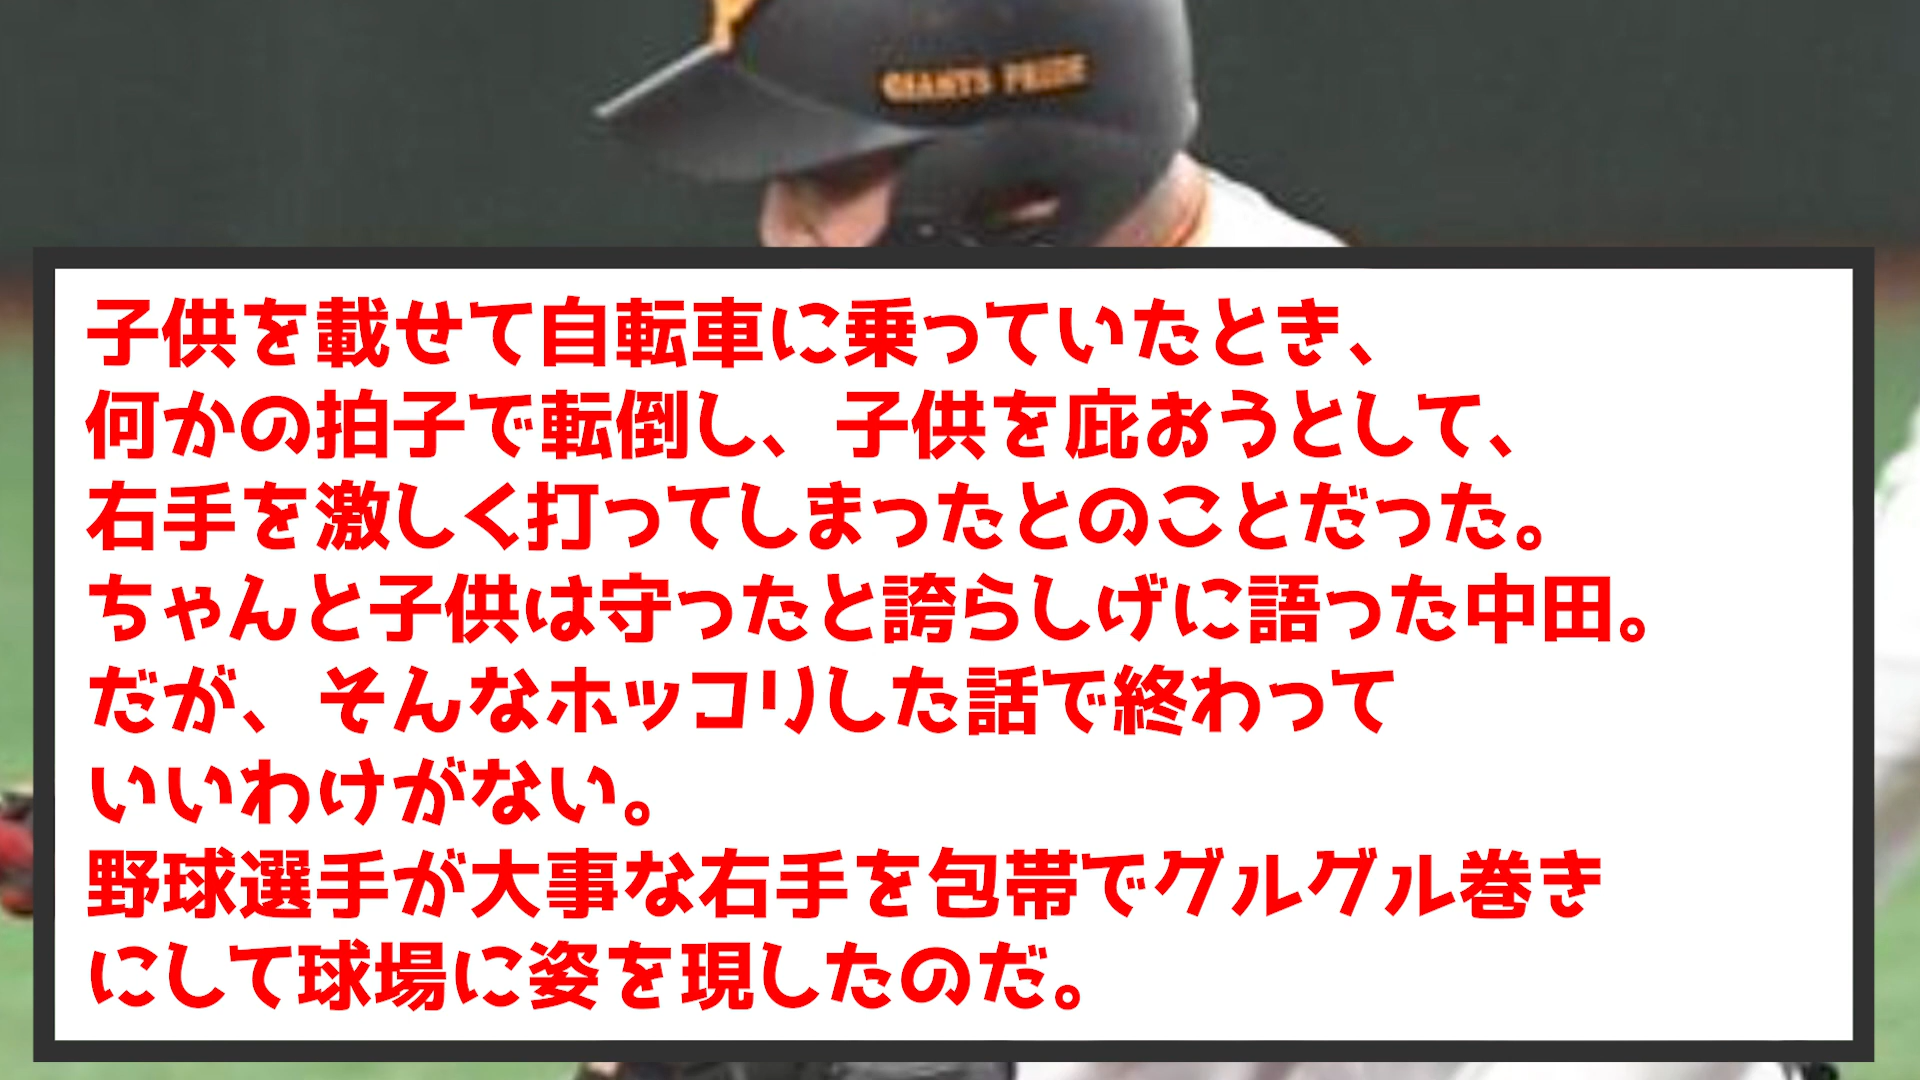 GIANTS PRIDE
子供を載せて自転車に乗っていたとき、
何かの拍子で転倒し、子供を庇おうとして、
右手を激しく打ってしまったとのことだった。
ちゃんと子供は守ったと誇らしげに語った中田。
だが、そんなホッコリした話で終わって
いいわけがない。
野球選手が大事な右手を包帯でグルグル巻き
にして球場に姿を現したのだ。